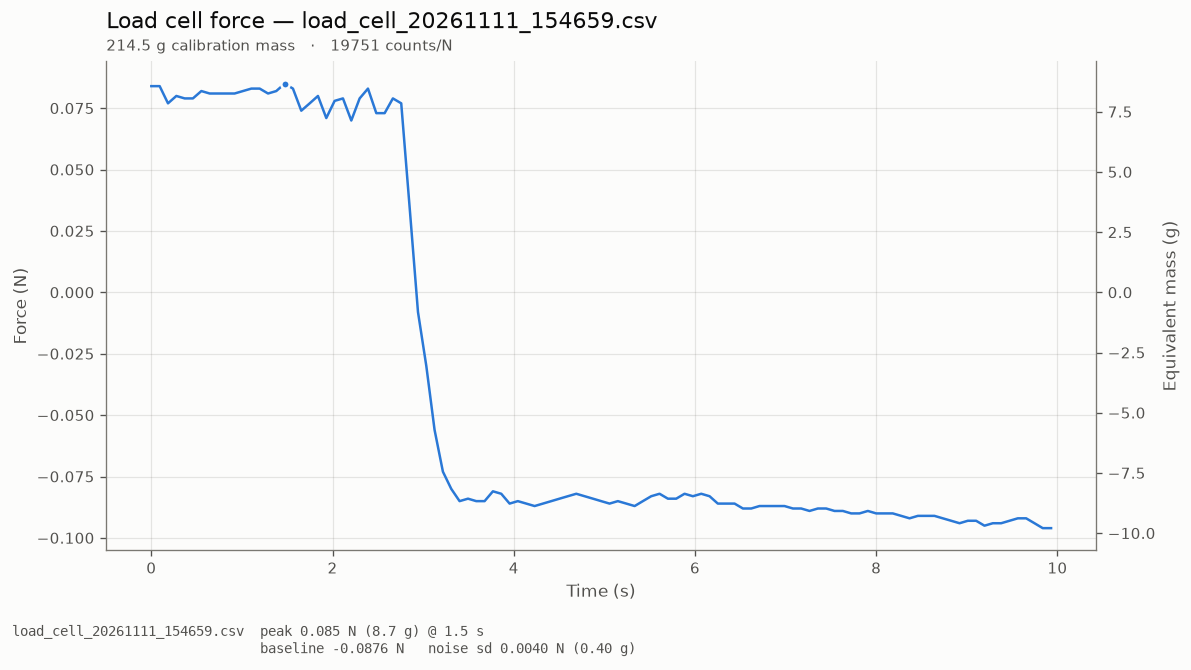 Load cell force — load_cell_20261111_154659.csv
214.5 g calibration mass · 19751 counts/N
0.075
0.050
0.025
0.000
−0.025
−0.050
−0.075
−0.100
Force (N)
7.5
5.0
2.5
0.0
−2.5
−5.0
−7.5
−10.0
Equivalent mass (g)
0 2 4 6 8 10
Time (s)
load_cell_20261111_154659.csv peak 0.085 N (8.7 g) @ 1.5 s
baseline -0.0876 N noise sd 0.0040 N (0.40 g)